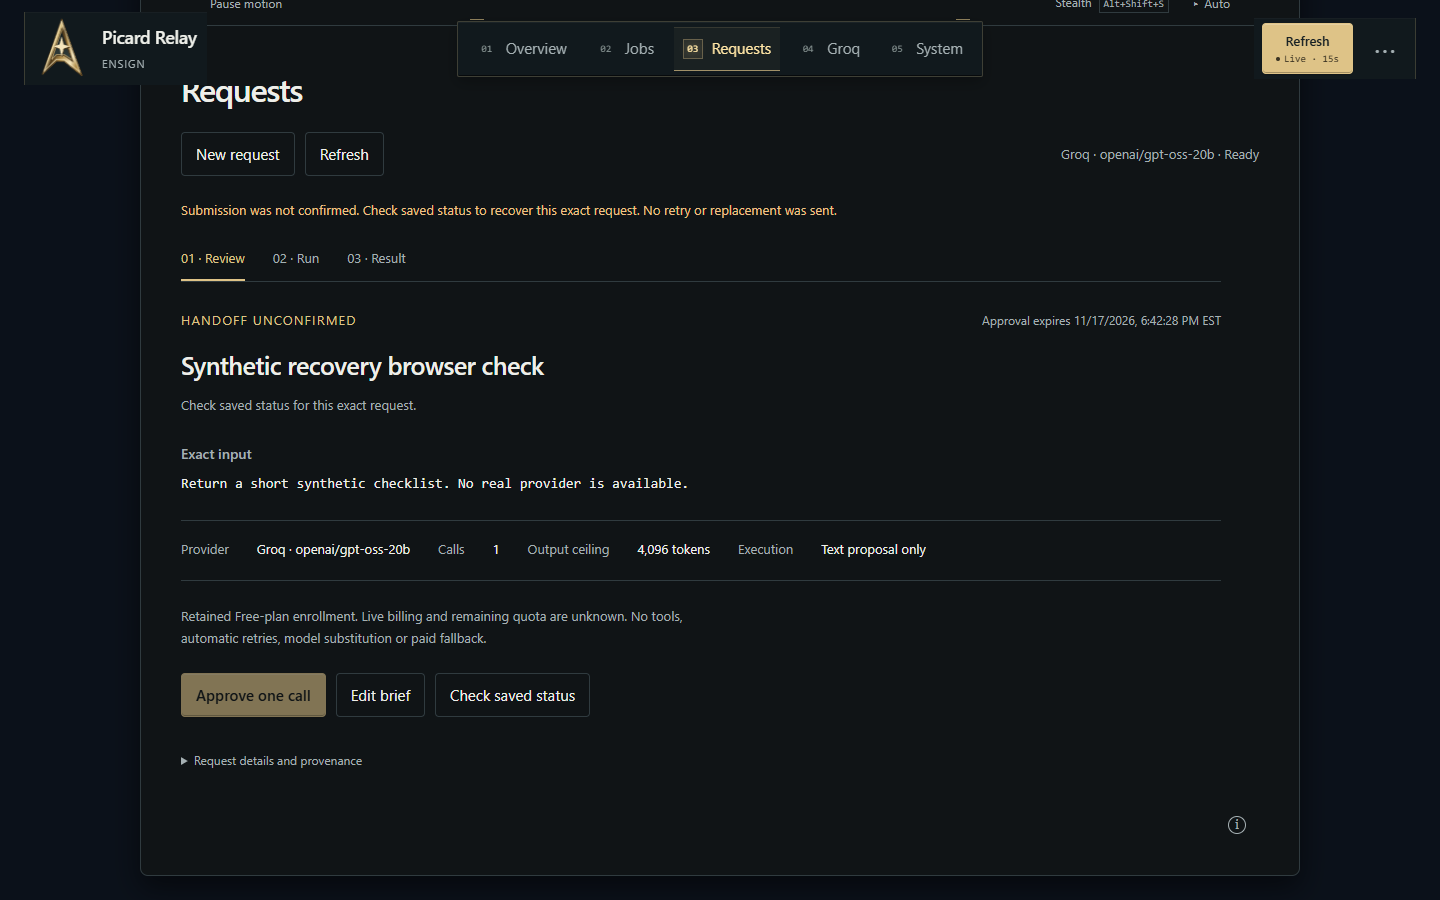 Pause motion
Stealth Alt+Shift+S ▸ Auto
Picard Relay
ENSIGN
01 Overview 02 Jobs 03 Requests 04 Groq 05 System
Refresh
• Live · 15s
...
Requests
New request Refresh
Groq · openai/gpt-oss-20b · Ready
Submission was not confirmed. Check saved status to recover this exact request. No retry or replacement was sent.
01 · Review 02 · Run 03 · Result
HANDOFF UNCONFIRMED
Approval expires 11/17/2026, 6:42:28 PM EST
Synthetic recovery browser check
Check saved status for this exact request.
Exact input
Return a short synthetic checklist. No real provider is available.
Provider Groq · openai/gpt-oss-20b Calls 1 Output ceiling 4,096 tokens Execution Text proposal only
Retained Free-plan enrollment. Live billing and remaining quota are unknown. No tools,
automatic retries, model substitution or paid fallback.
Approve one call Edit brief Check saved status
▶ Request details and provenance
i